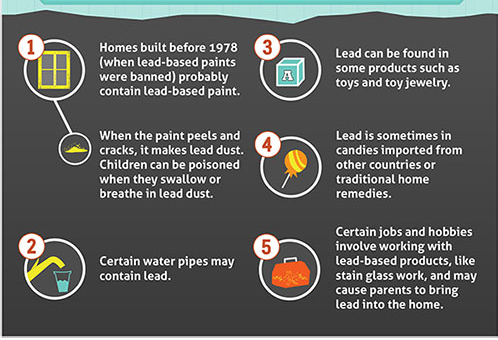 1
Homes built before 1978
(when lead-based paints
were banned) probably
contain lead-based paint.
When the paint peels and
cracks, it makes lead dust.
Children can be poisoned
when they swallow or
breathe in lead dust.
2
Certain water pipes may
contain lead.
3
A
Lead can be found in
some products such as
toys and toy jewelry.
4
Lead is sometimes in
candies imported from
other countries or
traditional home
remedies.
5
Certain jobs and hobbies
involve working with
lead-based products, like
stain glass work, and may
cause parents to bring
lead into the home.